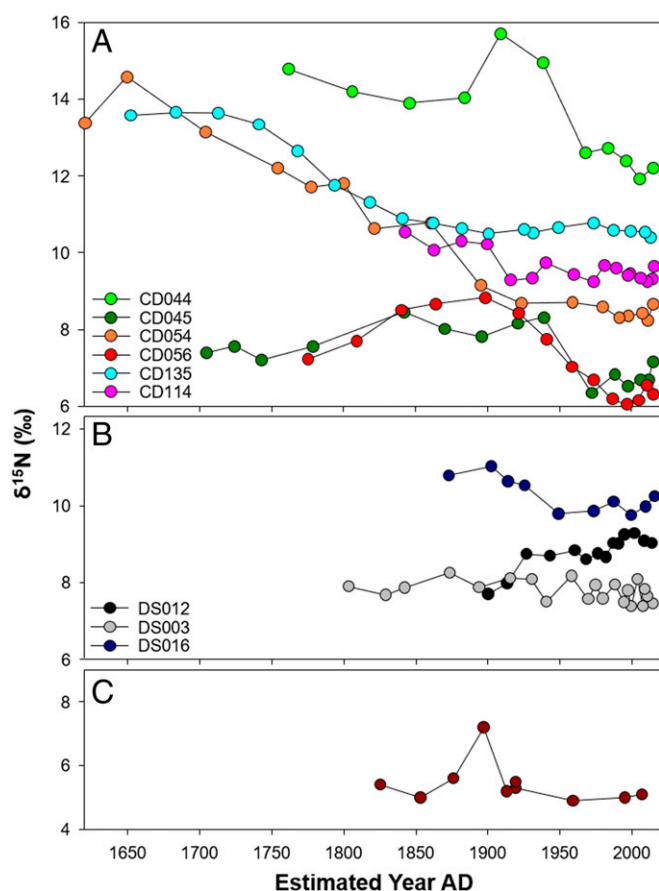 A
16
14
12
10
8
6
CD044
CD045
CD054
CD056
CD135
CD114
δ¹⁵N (‰)
B
12
10
8
6
DS012
DS003
DS016
C
8
6
4
1650 1700 1750 1800 1850 1900 1950 2000
Estimated Year AD